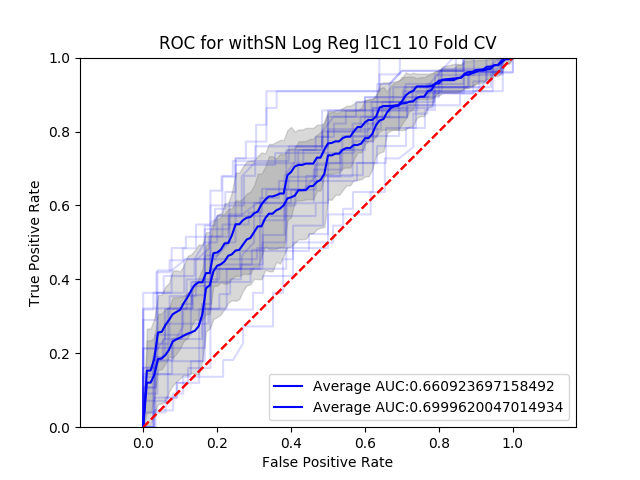 ROC for withSN Log Reg l1C1 10 Fold CV
True Positive Rate
1.0
0.8
0.6
0.4
0.2
0.0
Average AUC:0.660923697158492
Average AUC:0.6999620047014934
0.0 0.2 0.4 0.6 0.8 1.0
False Positive Rate